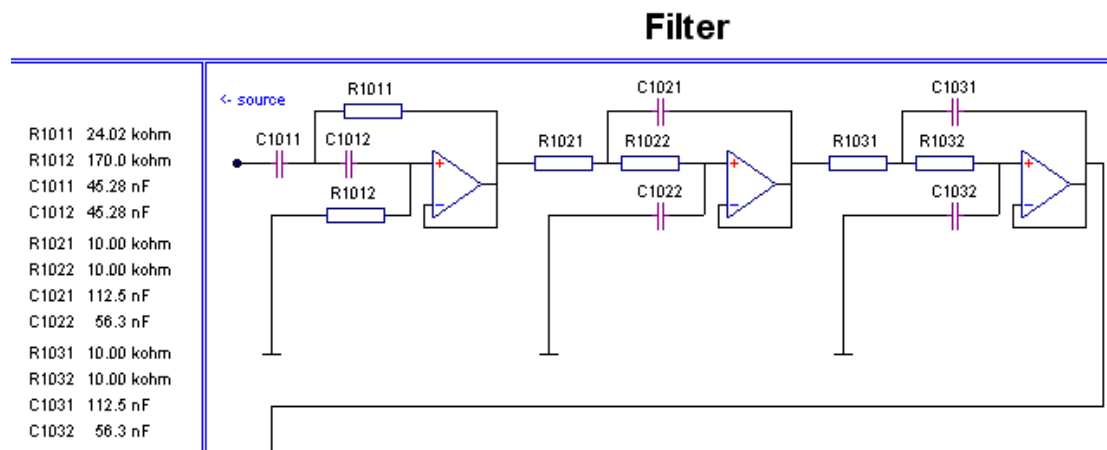 Filter
R1011 24.02 kohm
R1012 170.0 kohm
C1011 45.28 nF
C1012 45.28 nF
R1021 10.00 kohm
R1022 10.00 kohm
C1021 112.5 nF
C1022 56.3 nF
R1031 10.00 kohm
R1032 10.00 kohm
C1031 112.5 nF
C1032 56.3 nF
<- source
R1011
C1011
C1012
R1012
C1021
R1021
R1022
C1022
C1031
R1031
R1032
C1032